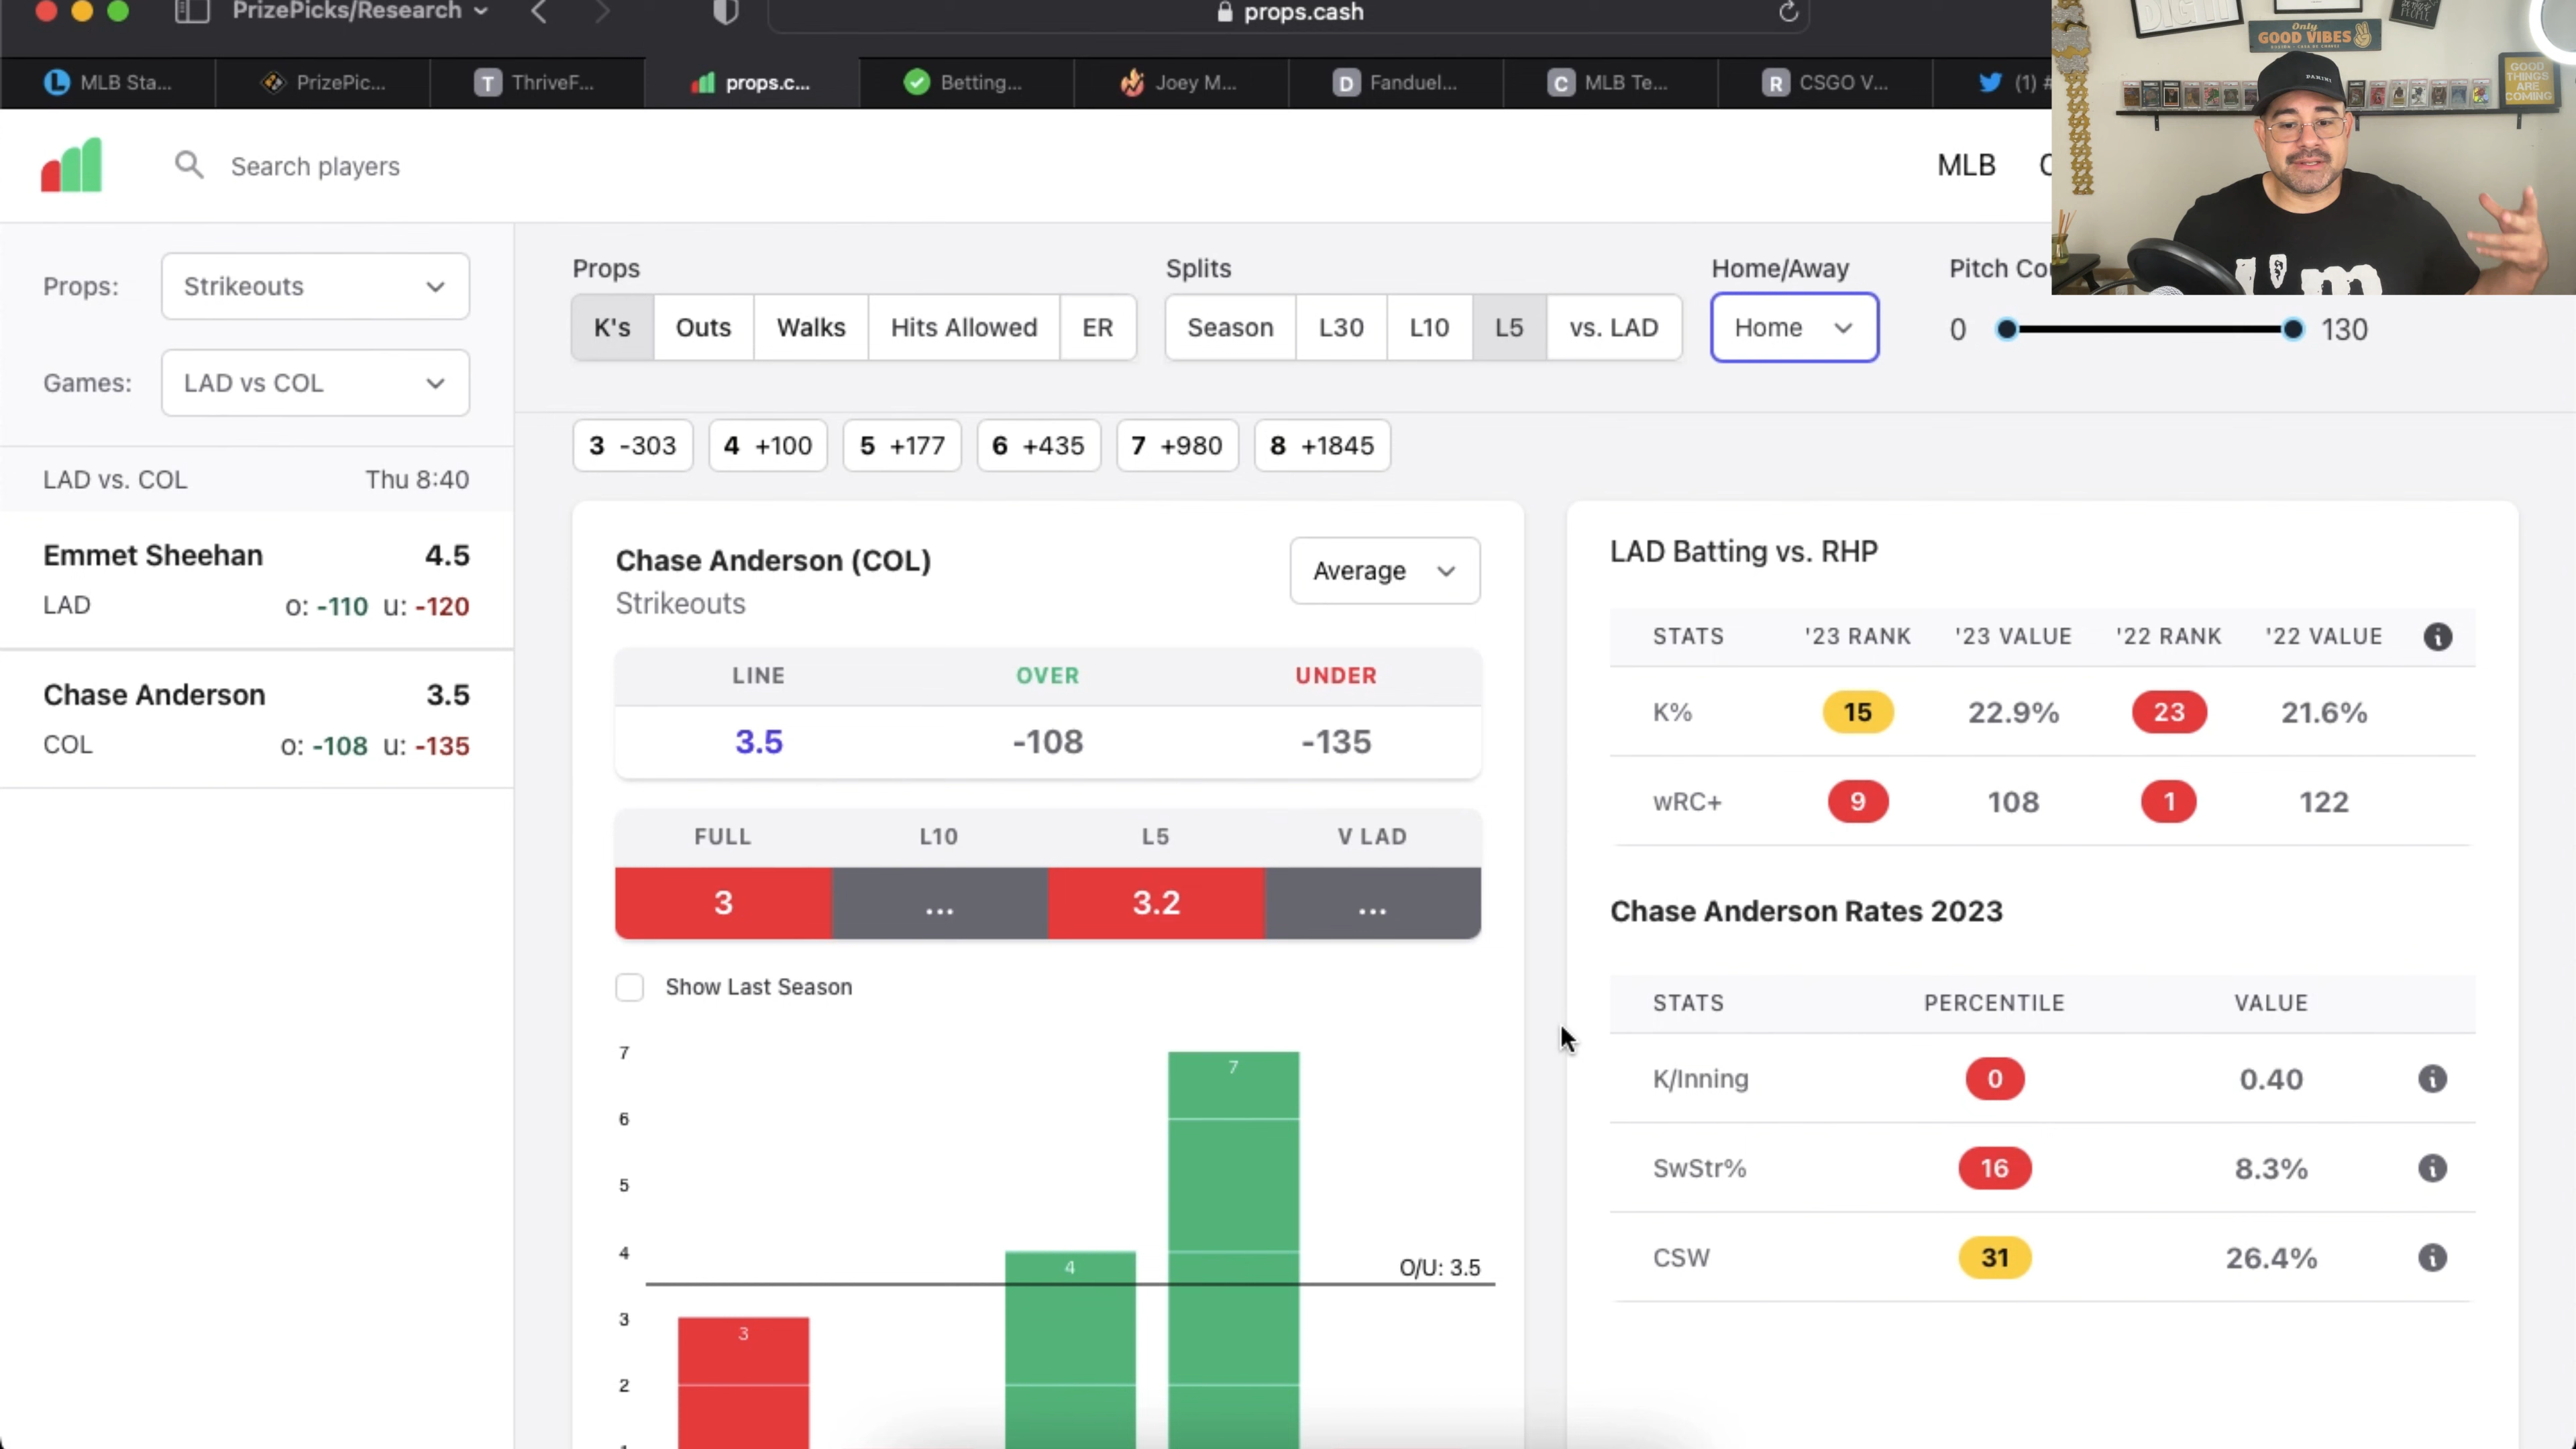 PrizePicks/Research
props.cash
MLB Sta...
PrizePic...
T ThriveF...
props.c...
Betting...
Joey M...
D Fanduel...
C MLB Te...
R CSGO V...
(1) #
Search players
MLB
Only
GOOD VIBES
GOOD
THINGS
ARE
COMING
PANINI
I'm
Props: Strikeouts
Games: LAD vs COL
LAD vs. COL Thu 8:40
Emmet Sheehan 4.5
LAD o: -110 u: -120
Chase Anderson 3.5
COL o: -108 u: -135
Props Splits Home/Away Pitch Co
K's Outs Walks Hits Allowed ER Season L30 L10 L5 vs. LAD Home 0 130
3 -303 4 +100 5 +177 6 +435 7 +980 8 +1845
Chase Anderson (COL) Average
Strikeouts
LINE OVER UNDER
3.5 -108 -135
FULL L10 L5 V LAD
3 ... 3.2 ...
Show Last Season
7
7
6
5
4
4
O/U: 3.5
3
3
2
LAD Batting vs. RHP
STATS '23 RANK '23 VALUE '22 RANK '22 VALUE
K% 15 22.9% 23 21.6%
wRC+ 9 108 1 122
Chase Anderson Rates 2023
STATS PERCENTILE VALUE
K/Inning 0 0.40
SwStr% 16 8.3%
CSW 31 26.4%